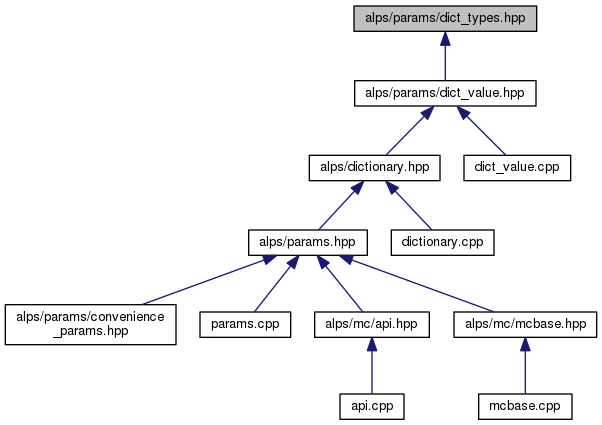 alps/params/dict_types.hpp
alps/params/dict_value.hpp
alps/dictionary.hpp
dict_value.cpp
alps/params.hpp
dictionary.cpp
alps/params/convenience
_params.hpp
params.cpp
alps/mc/api.hpp
alps/mc/mcbase.hpp
api.cpp
mcbase.cpp